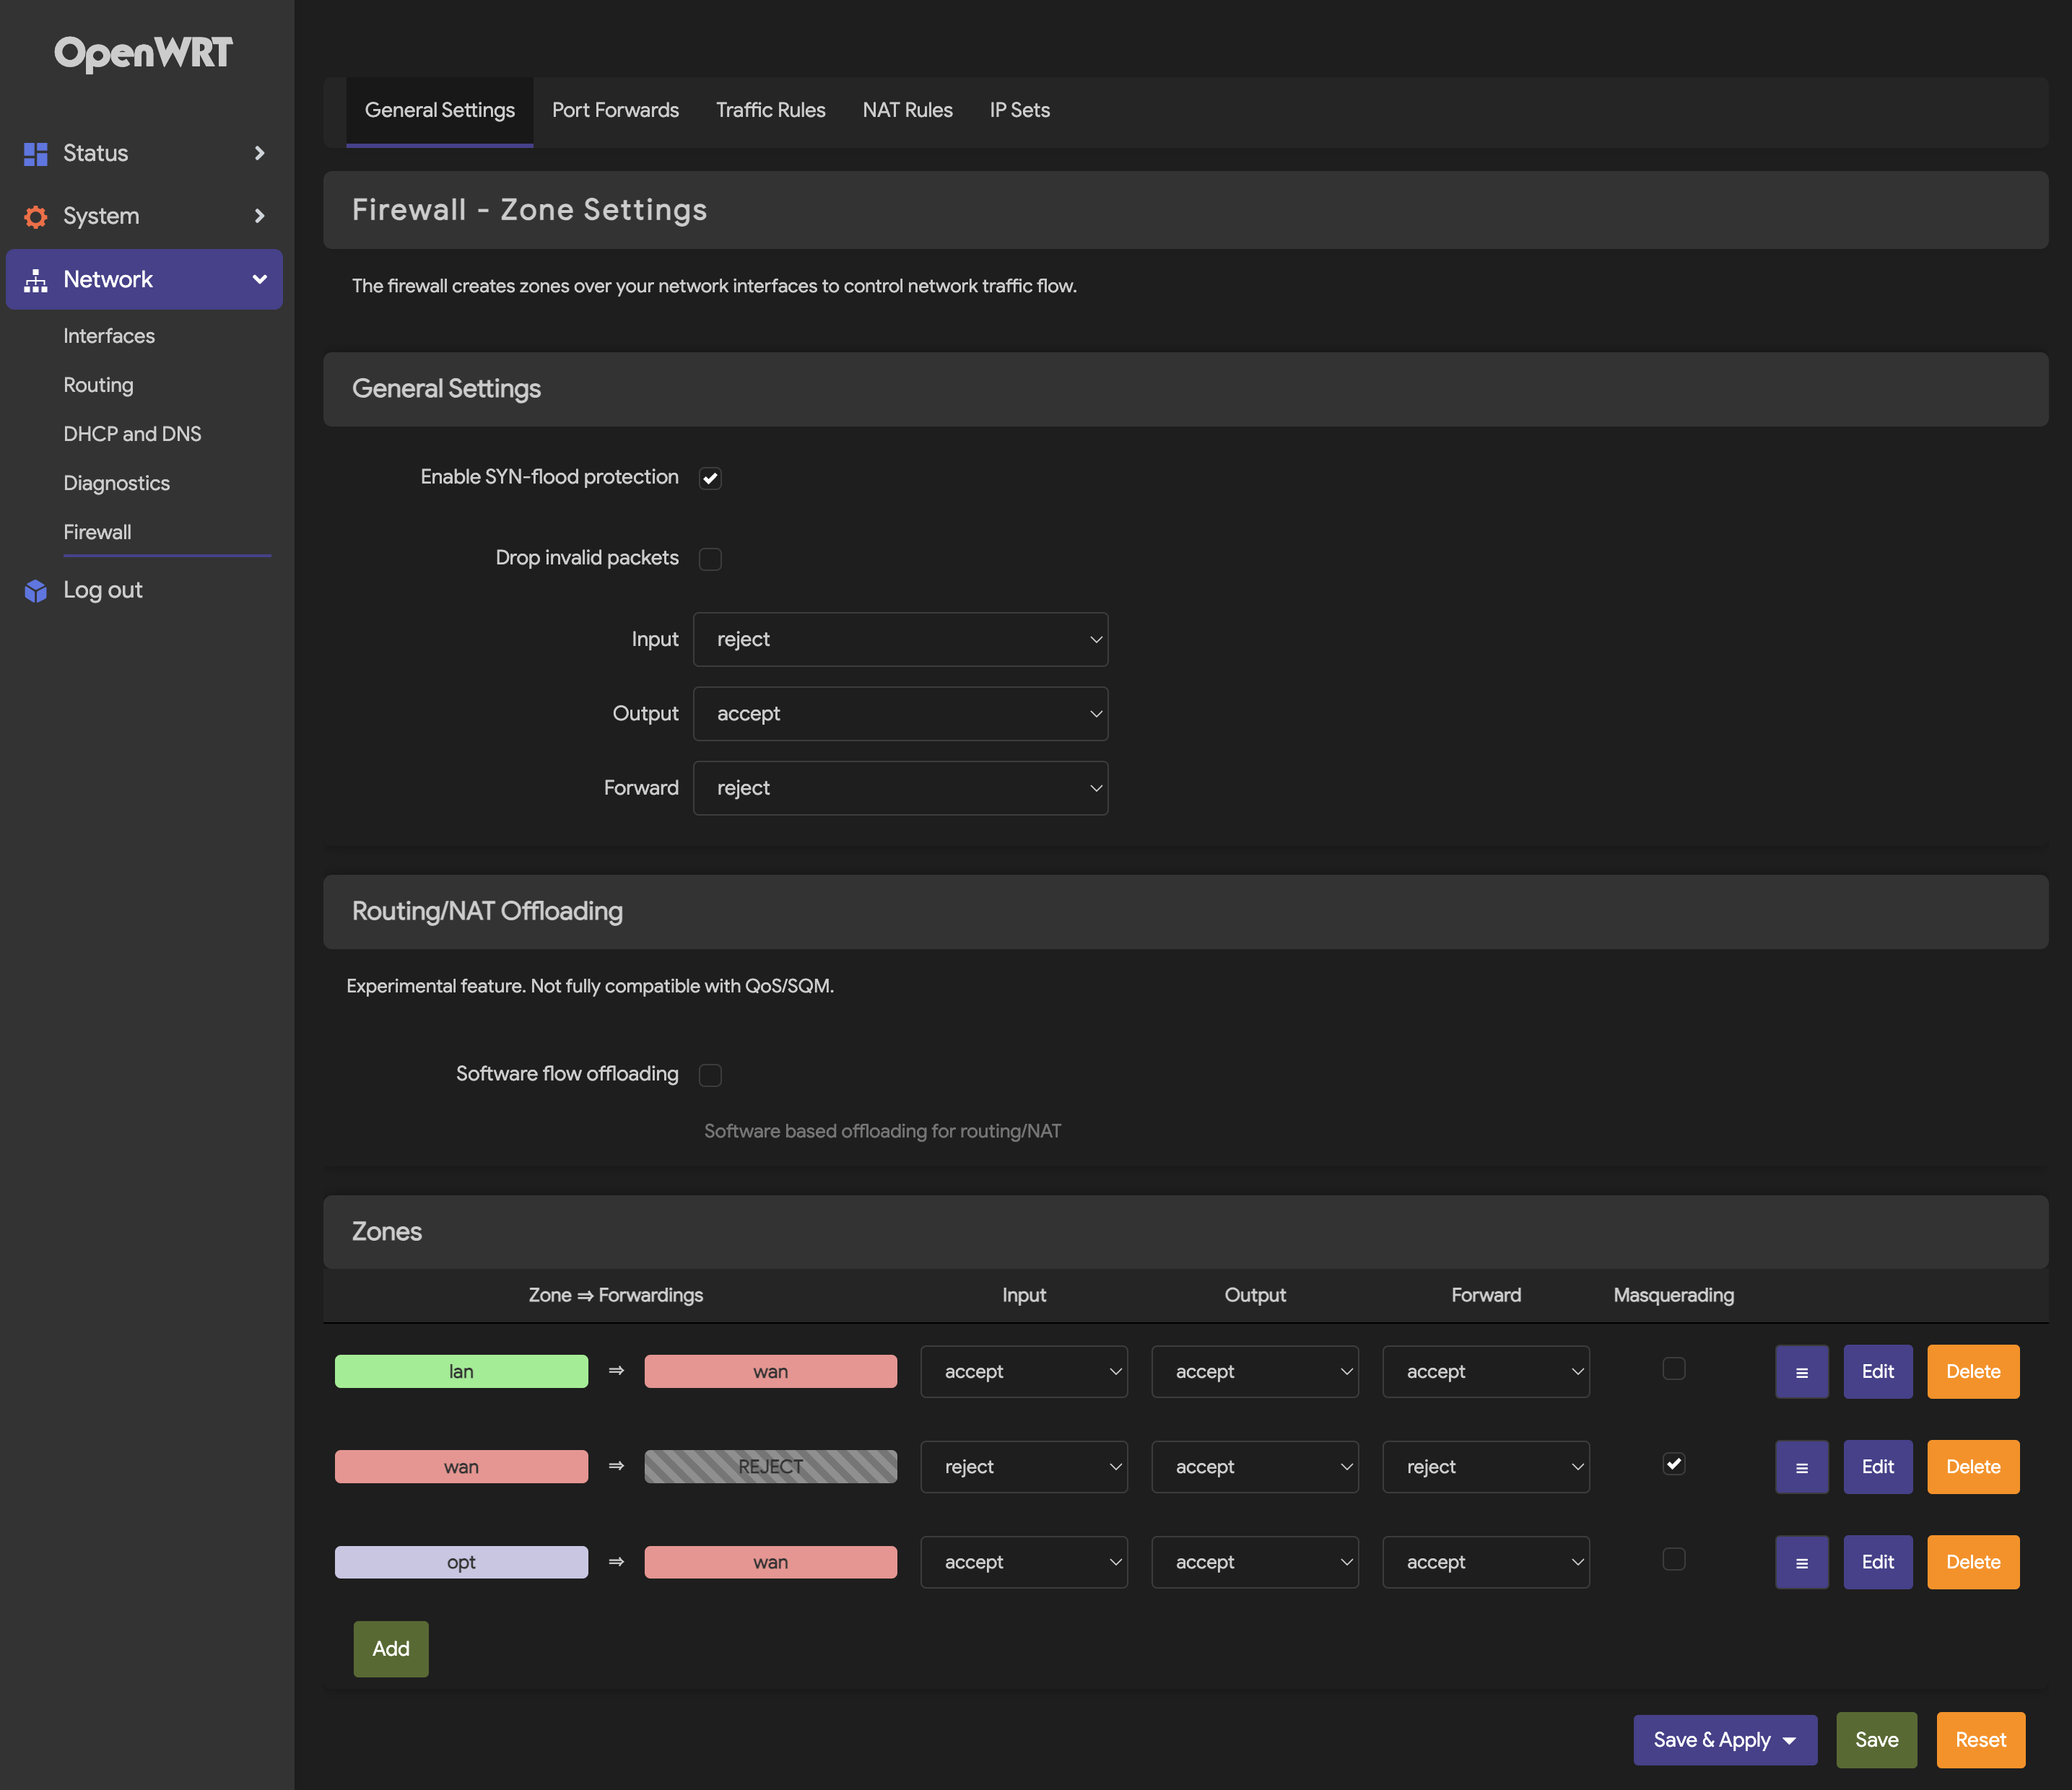 OpenWRT
Status
System
Network
Interfaces
Routing
DHCP and DNS
Diagnostics
Firewall
Log out
General Settings Port Forwards Traffic Rules NAT Rules IP Sets
Firewall - Zone Settings
The firewall creates zones over your network interfaces to control network traffic flow.
General Settings
Enable SYN-flood protection
Drop invalid packets
Input reject
Output accept
Forward reject
Routing/NAT Offloading
Experimental feature. Not fully compatible with QoS/SQM.
Software flow offloading
Software based offloading for routing/NAT
Zones
Zone ⇒ Forwardings Input Output Forward Masquerading
lan ⇒ wan accept accept accept Edit Delete
wan ⇒ REJECT reject accept reject Edit Delete
opt ⇒ wan accept accept accept Edit Delete
Add
Save & Apply Save Reset